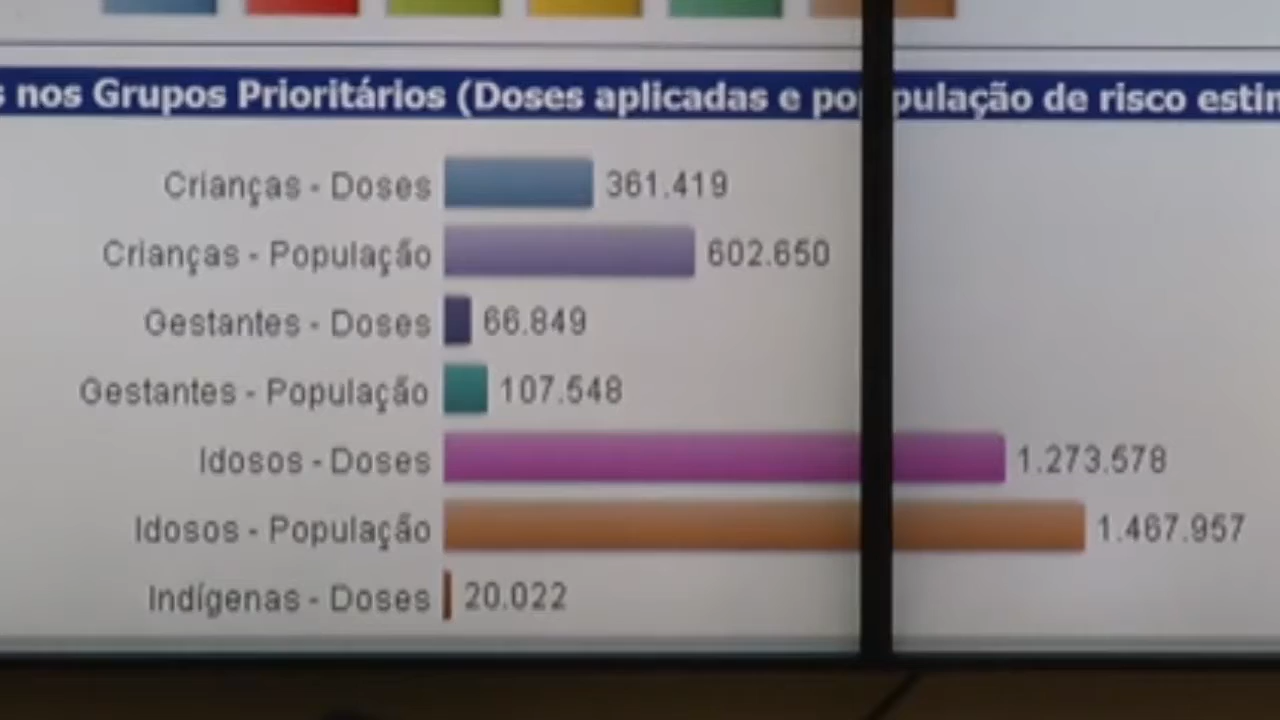 nos Grupos Prioritários (Doses aplicadas e população de risco
Crianças - Doses 361.419
Crianças - População 602.650
Gestantes - Doses 66.849
Gestantes - População 107.548
Idosos - Doses 1.273.578
Idosos - População 1.467.957
Indígenas - Doses 20.022